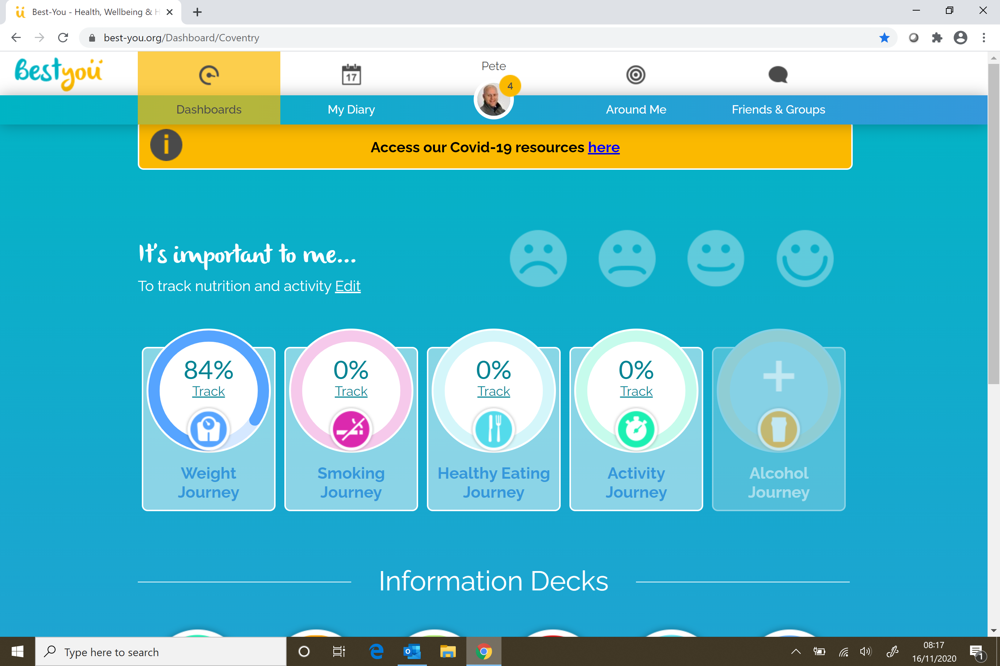 Best-You - Health, Wellbeing & H
best-you.org/Dashboard/Coventry
Bestyou
17
Pete
4
Dashboards
My Diary
Around Me
Friends & Groups
i
Access our Covid-19 resources here
It's important to me...
To track nutrition and activity Edit
84%
Track
0%
Track
0%
Track
0%
Track
Weight
Journey
Smoking
Journey
Healthy Eating
Journey
Activity
Journey
Alcohol
Journey
Information Decks
Type here to search
08:17
16/11/2020
1